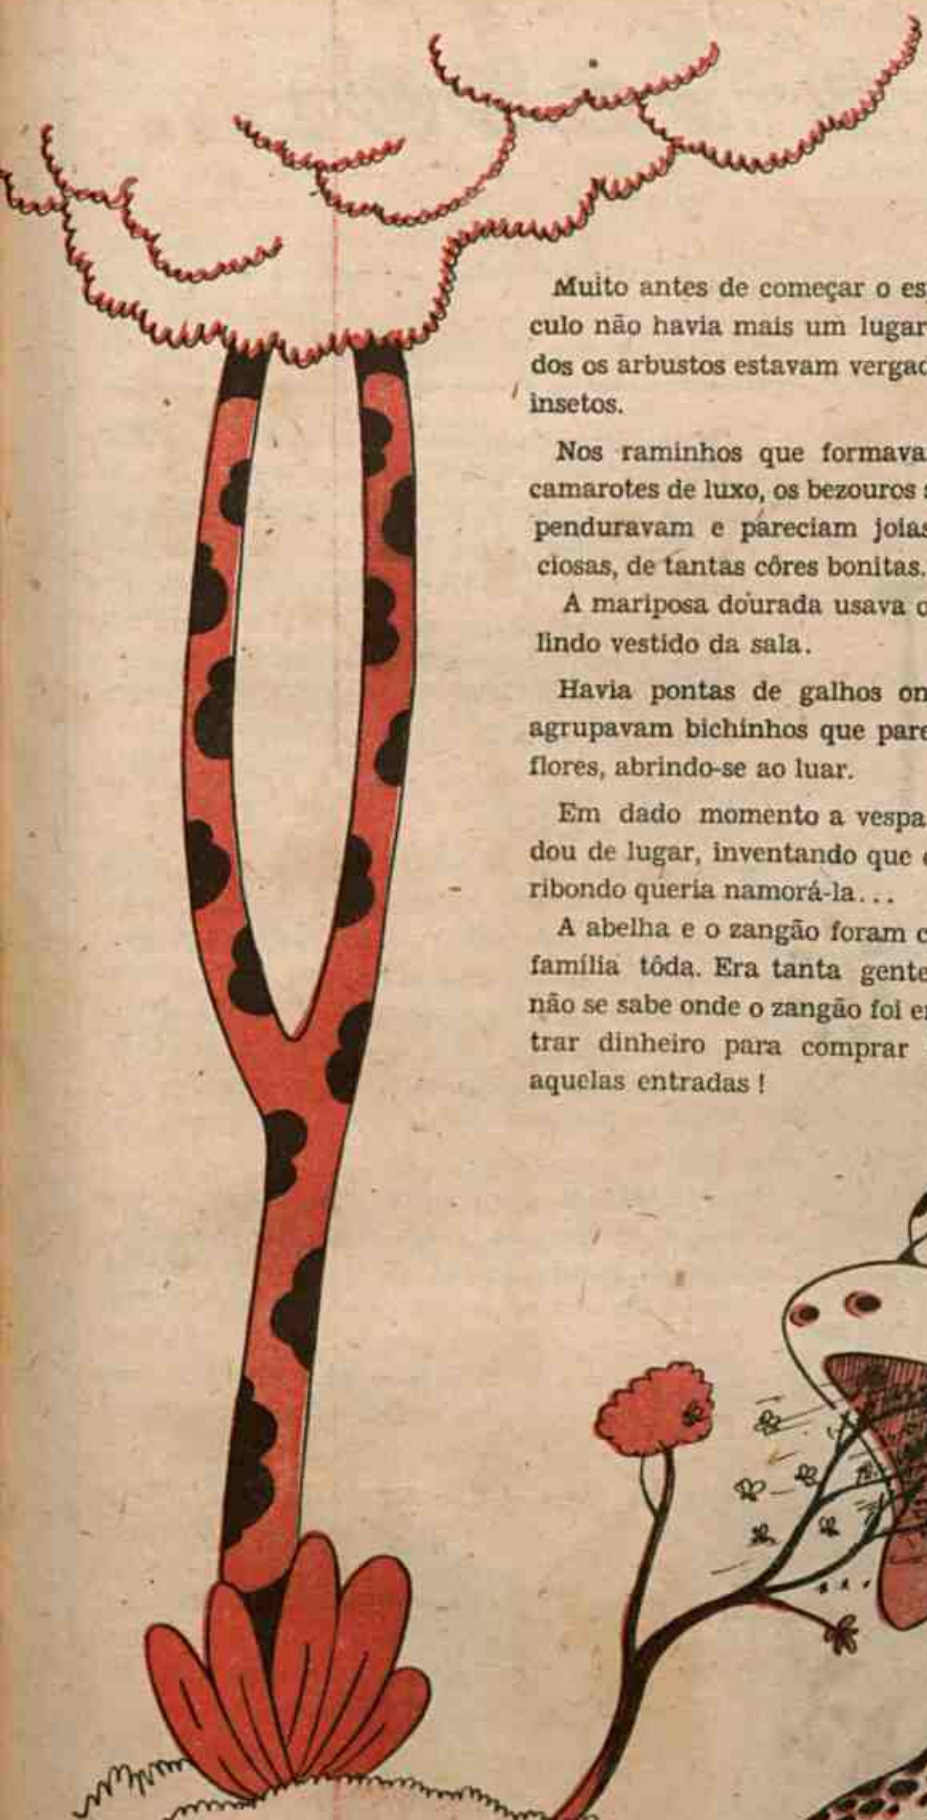 Muito antes de começar o es
culo não havia mais um lugar
dos os arbustos estavam vergad
insetos.
Nos raminhos que formava
camarotes de luxo, os bezouros s
penduravam e pareciam joias
ciosas, de tantas côres bonitas.
A mariposa dourada usava o
lindo vestido da sala.
Havia pontas de galhos on
agrupavam bichinhos que pare
flores, abrindo-se ao luar.
Em dado momento a vespa
dou de lugar, inventando que
ribondo queria namorá-la...
A abelha e o zangão foram c
família tôda. Era tanta gente
não se sabe onde o zangão foi en
trar dinheiro para comprar
aquelas entradas !